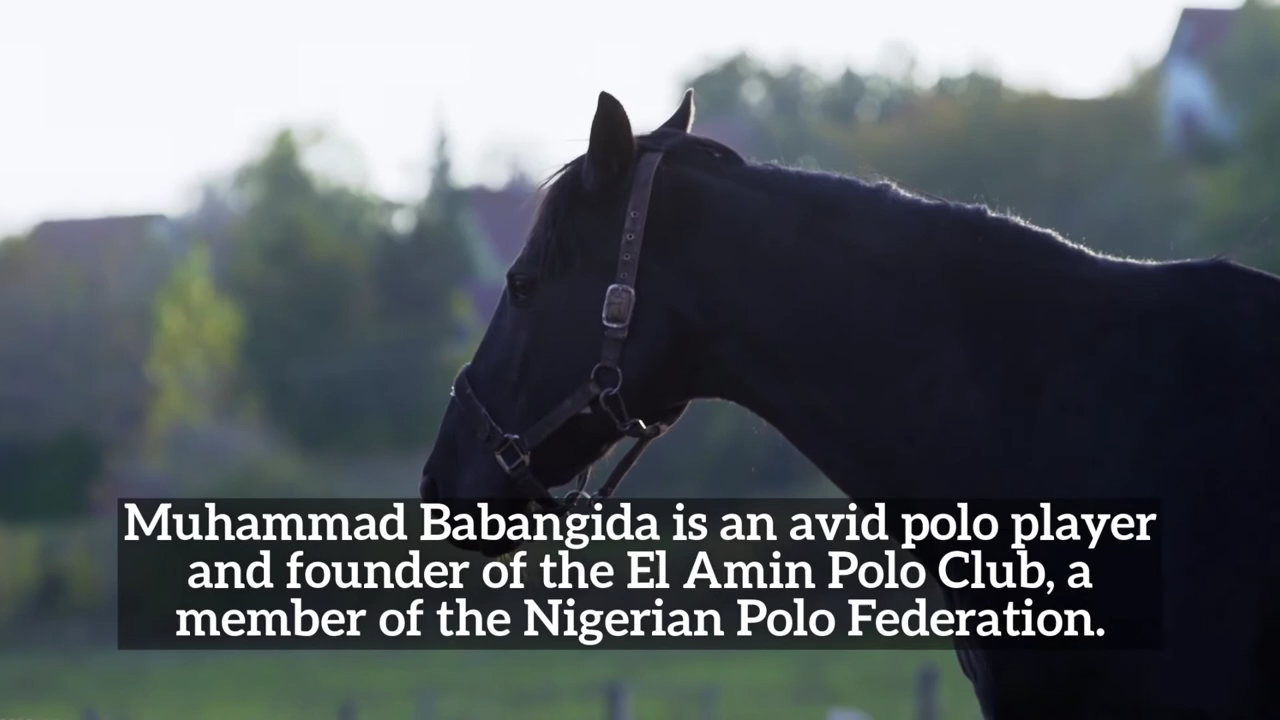 Muhammad Babangida is an avid polo player
and founder of the El Amin Polo Club, a
member of the Nigerian Polo Federation.